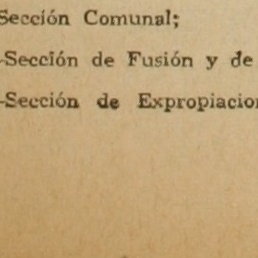 Sección Comunal;
-Sección de Fusión y de
-Sección de Expropiacion